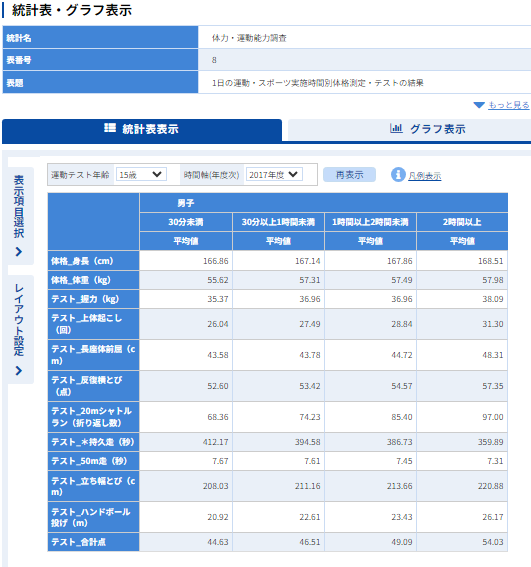 統計表・グラフ表示
統計名 体力・運動能力調査
表番号 8
表題 1日の運動・スポーツ実施時間別体格測定・テストの結果
もっと見る
統計表表示 グラフ表示
表示項目選択
レイアウト設定
運動テスト年齢 15歳 時間軸(年度次) 2017年度 再表示 凡例表示
男子
30分未満 30分以上1時間未満 1時間以上2時間未満 2時間以上
平均値 平均値 平均値 平均値
体格_身長（cm） 166.86 167.14 167.86 168.51
体格_体重（kg） 55.62 57.31 57.49 57.98
テスト_握力（kg） 35.37 36.96 36.96 38.09
テスト_上体起こし
（回） 26.04 27.49 28.84 31.30
テスト_長座体前屈（c
m） 43.58 43.78 44.72 48.31
テスト_反復横とび
（点） 52.60 53.42 54.57 57.35
テスト_20mシャトル
ラン（折り返し数） 68.36 74.23 85.40 97.00
テスト_＊持久走（秒） 412.17 394.58 386.73 359.89
テスト_50m走（秒） 7.67 7.61 7.45 7.31
テスト_立ち幅とび（c
m） 208.03 211.16 213.66 220.88
テスト_ハンドボール
投げ（m） 20.92 22.61 23.43 26.17
テスト_合計点 44.63 46.51 49.09 54.03